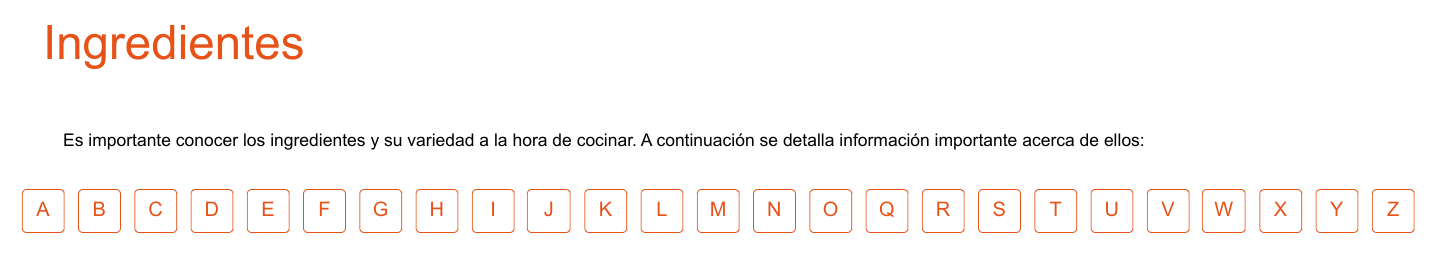 Ingredientes
Es importante conocer los ingredientes y su variedad a la hora de cocinar. A continuación se detalla información importante acerca de ellos:
A B C D E F G H I J K L M N O Q R S T U V W X Y Z